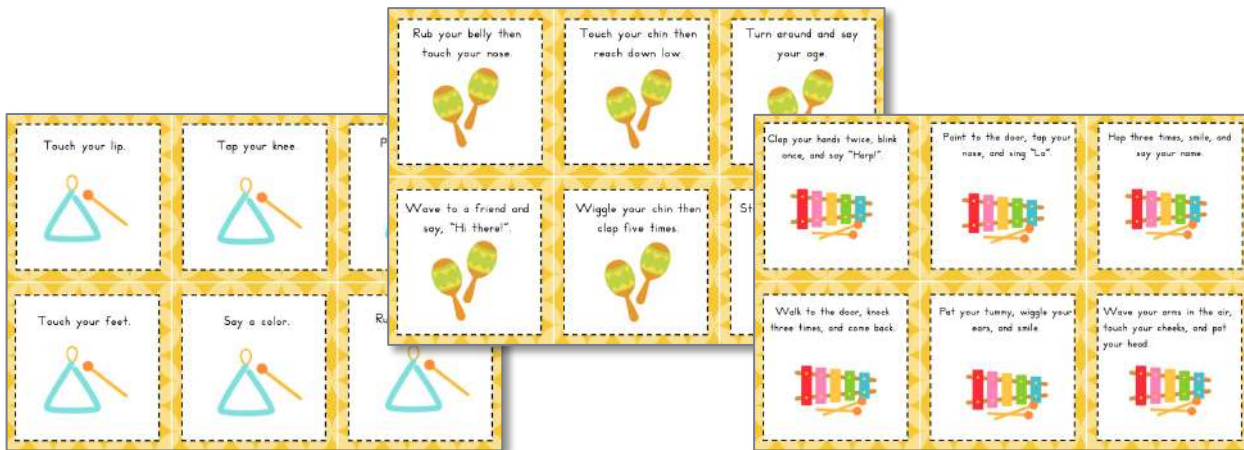 Touch your lip.
Tap your knee.
Touch your feet.
Say a color.
Rub your belly then
touch your nose.
Touch your chin then
reach down low.
Turn around and say
your age.
Wave to a friend and
say, "Hi there!".
Wiggle your chin then
clap five times.
Clap your hands twice, blink
once, and say "Harp!"
Point to the door, tap your
nose, and sing "La".
Hop three times, smile, and
say your name.
Walk to the door, knock
three times, and come back.
Pat your tummy, wiggle your
ears, and smile
Wave your arms in the air,
touch your cheeks, and pat
your head.